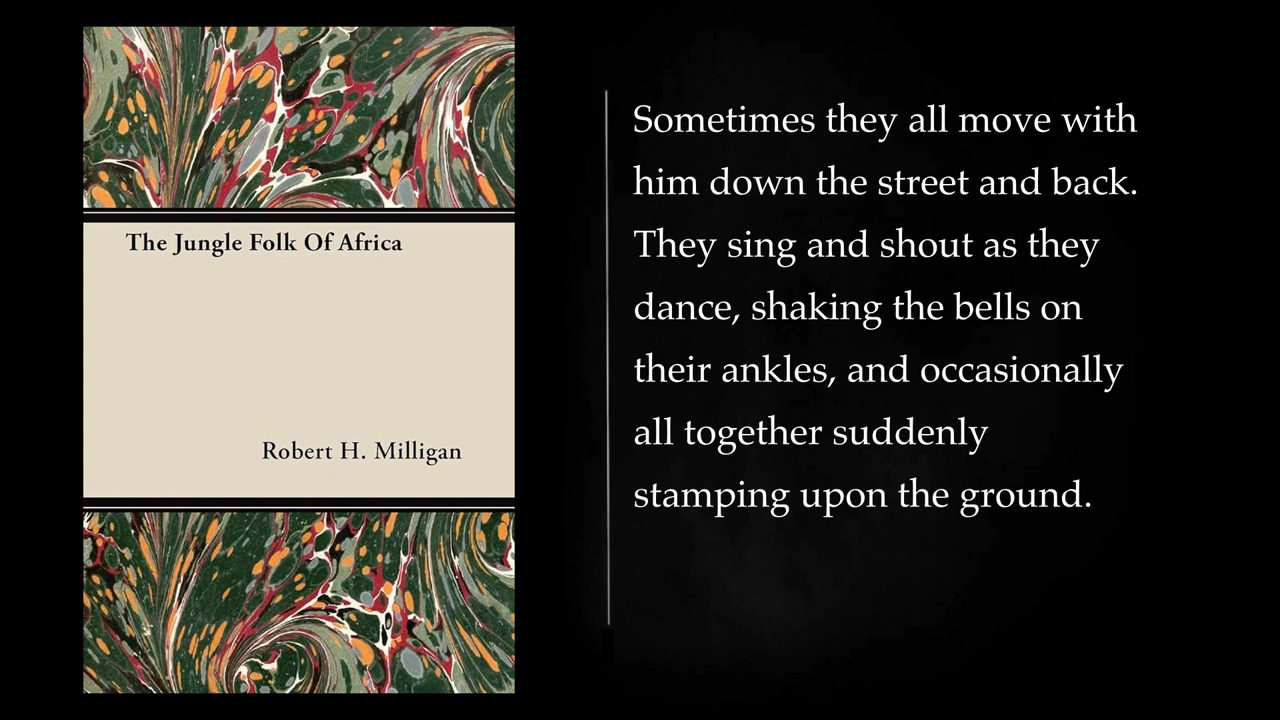 The Jungle Folk Of Africa
Robert H. Milligan
Sometimes they all move with
him down the street and back.
They sing and shout as they
dance, shaking the bells on
their ankles, and occasionally
all together suddenly
stamping upon the ground.